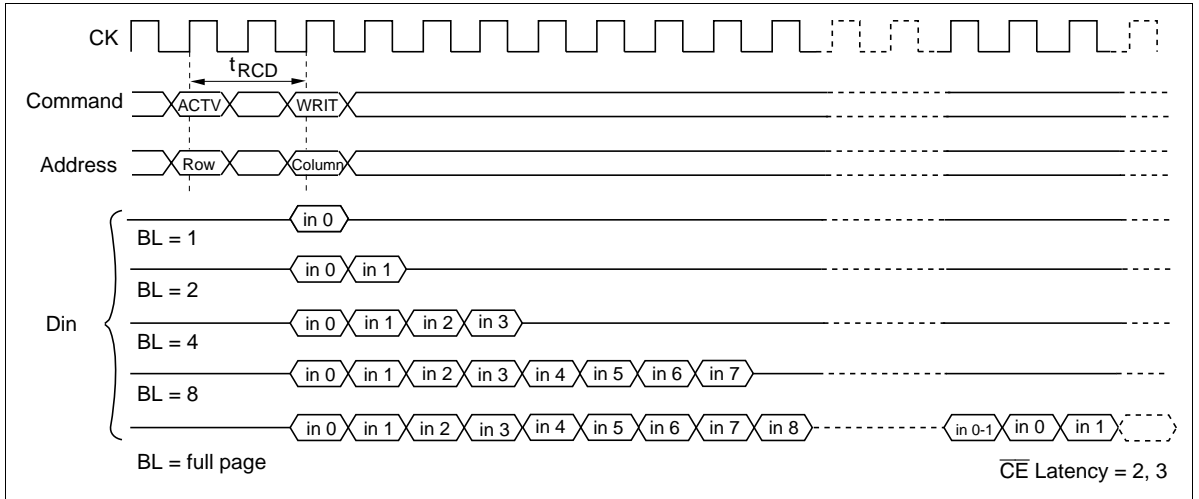 CK
tRCD
Command ACTV WRIT
Address Row Column
Din
in 0
BL = 1
in 0 in 1
BL = 2
in 0 in 1 in 2 in 3
BL = 4
in 0 in 1 in 2 in 3 in 4 in 5 in 6 in 7
BL = 8
in 0 in 1 in 2 in 3 in 4 in 5 in 6 in 7 in 8 in 0-1 in 0 in 1
BL = full page
C̅E̅ Latency = 2, 3